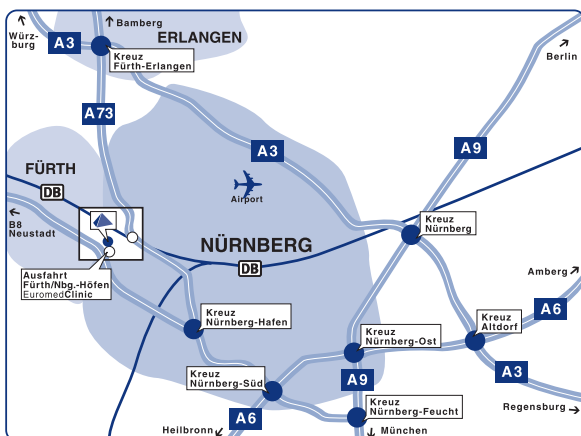 Bamberg
Würz-
burg
A3
ERLANGEN
Kreuz
Fürth-Erlangen
Berlin
A73
A3
A9
FÜRTH
DB
Airport
B8
Neustadt
Kreuz
Nürnberg
NÜRNBERG
DB
Ausfahrt
Fürth/Nbg.-Höfen
EuromedClinic
Amberg
Kreuz
Nürnberg-Hafen
Kreuz
Altdorf
A6
Kreuz
Nürnberg-Ost
Kreuz
Nürnberg-Süd
A9
A3
Kreuz
Nürnberg-Feucht
Regensburg
A6
Heilbronn
München